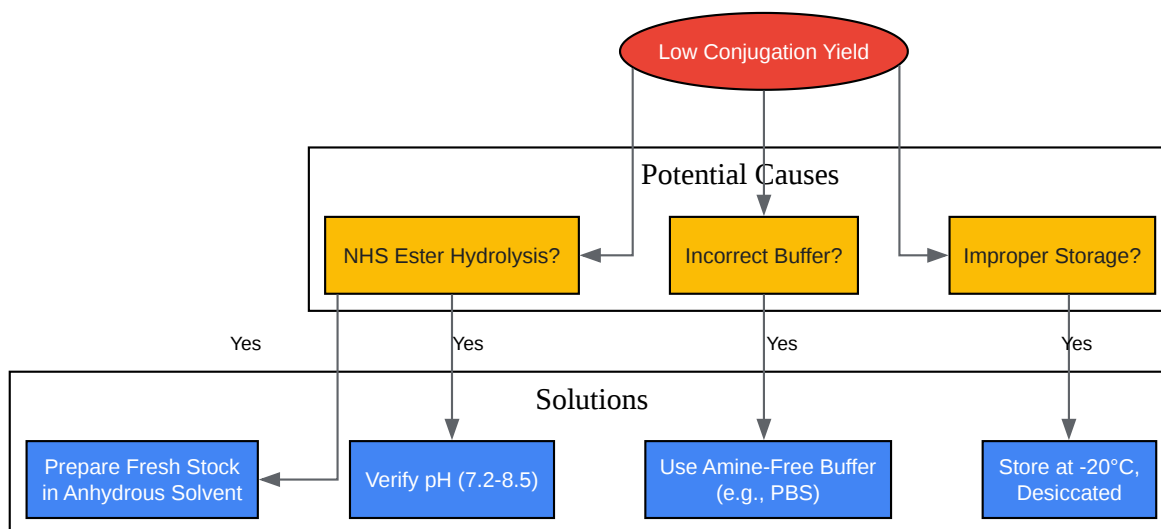 Low Conjugation Yield
Potential Causes
NHS Ester Hydrolysis?
Incorrect Buffer?
Improper Storage?
Yes
Yes
Yes
Yes
Solutions
Prepare Fresh Stock
in Anhydrous Solvent
Verify pH (7.2-8.5)
Use Amine-Free Buffer
(e.g., PBS)
Store at -20°C,
Desiccated